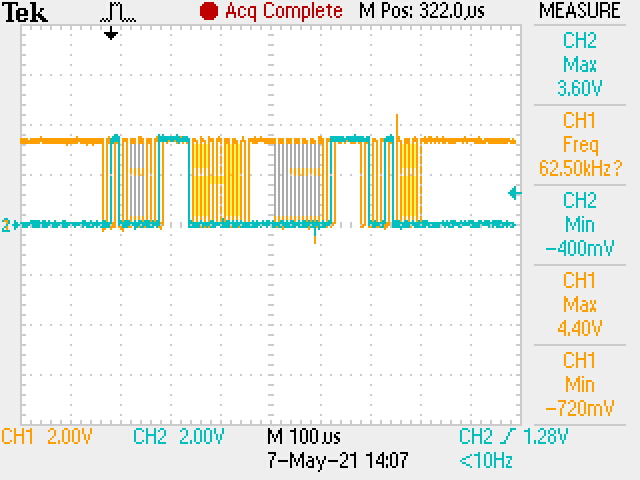 Tek Acq Complete M Pos: 322.0µs MEASURE
CH2
Max
3.60V
CH1
Freq
62.50kHz?
CH2
Min
-400mV
CH1
Max
4.40V
CH1
Min
-720mV
2
CH1 2.00V CH2 2.00V M 100µs CH2 1.28V
7-May-21 14:07 <10Hz